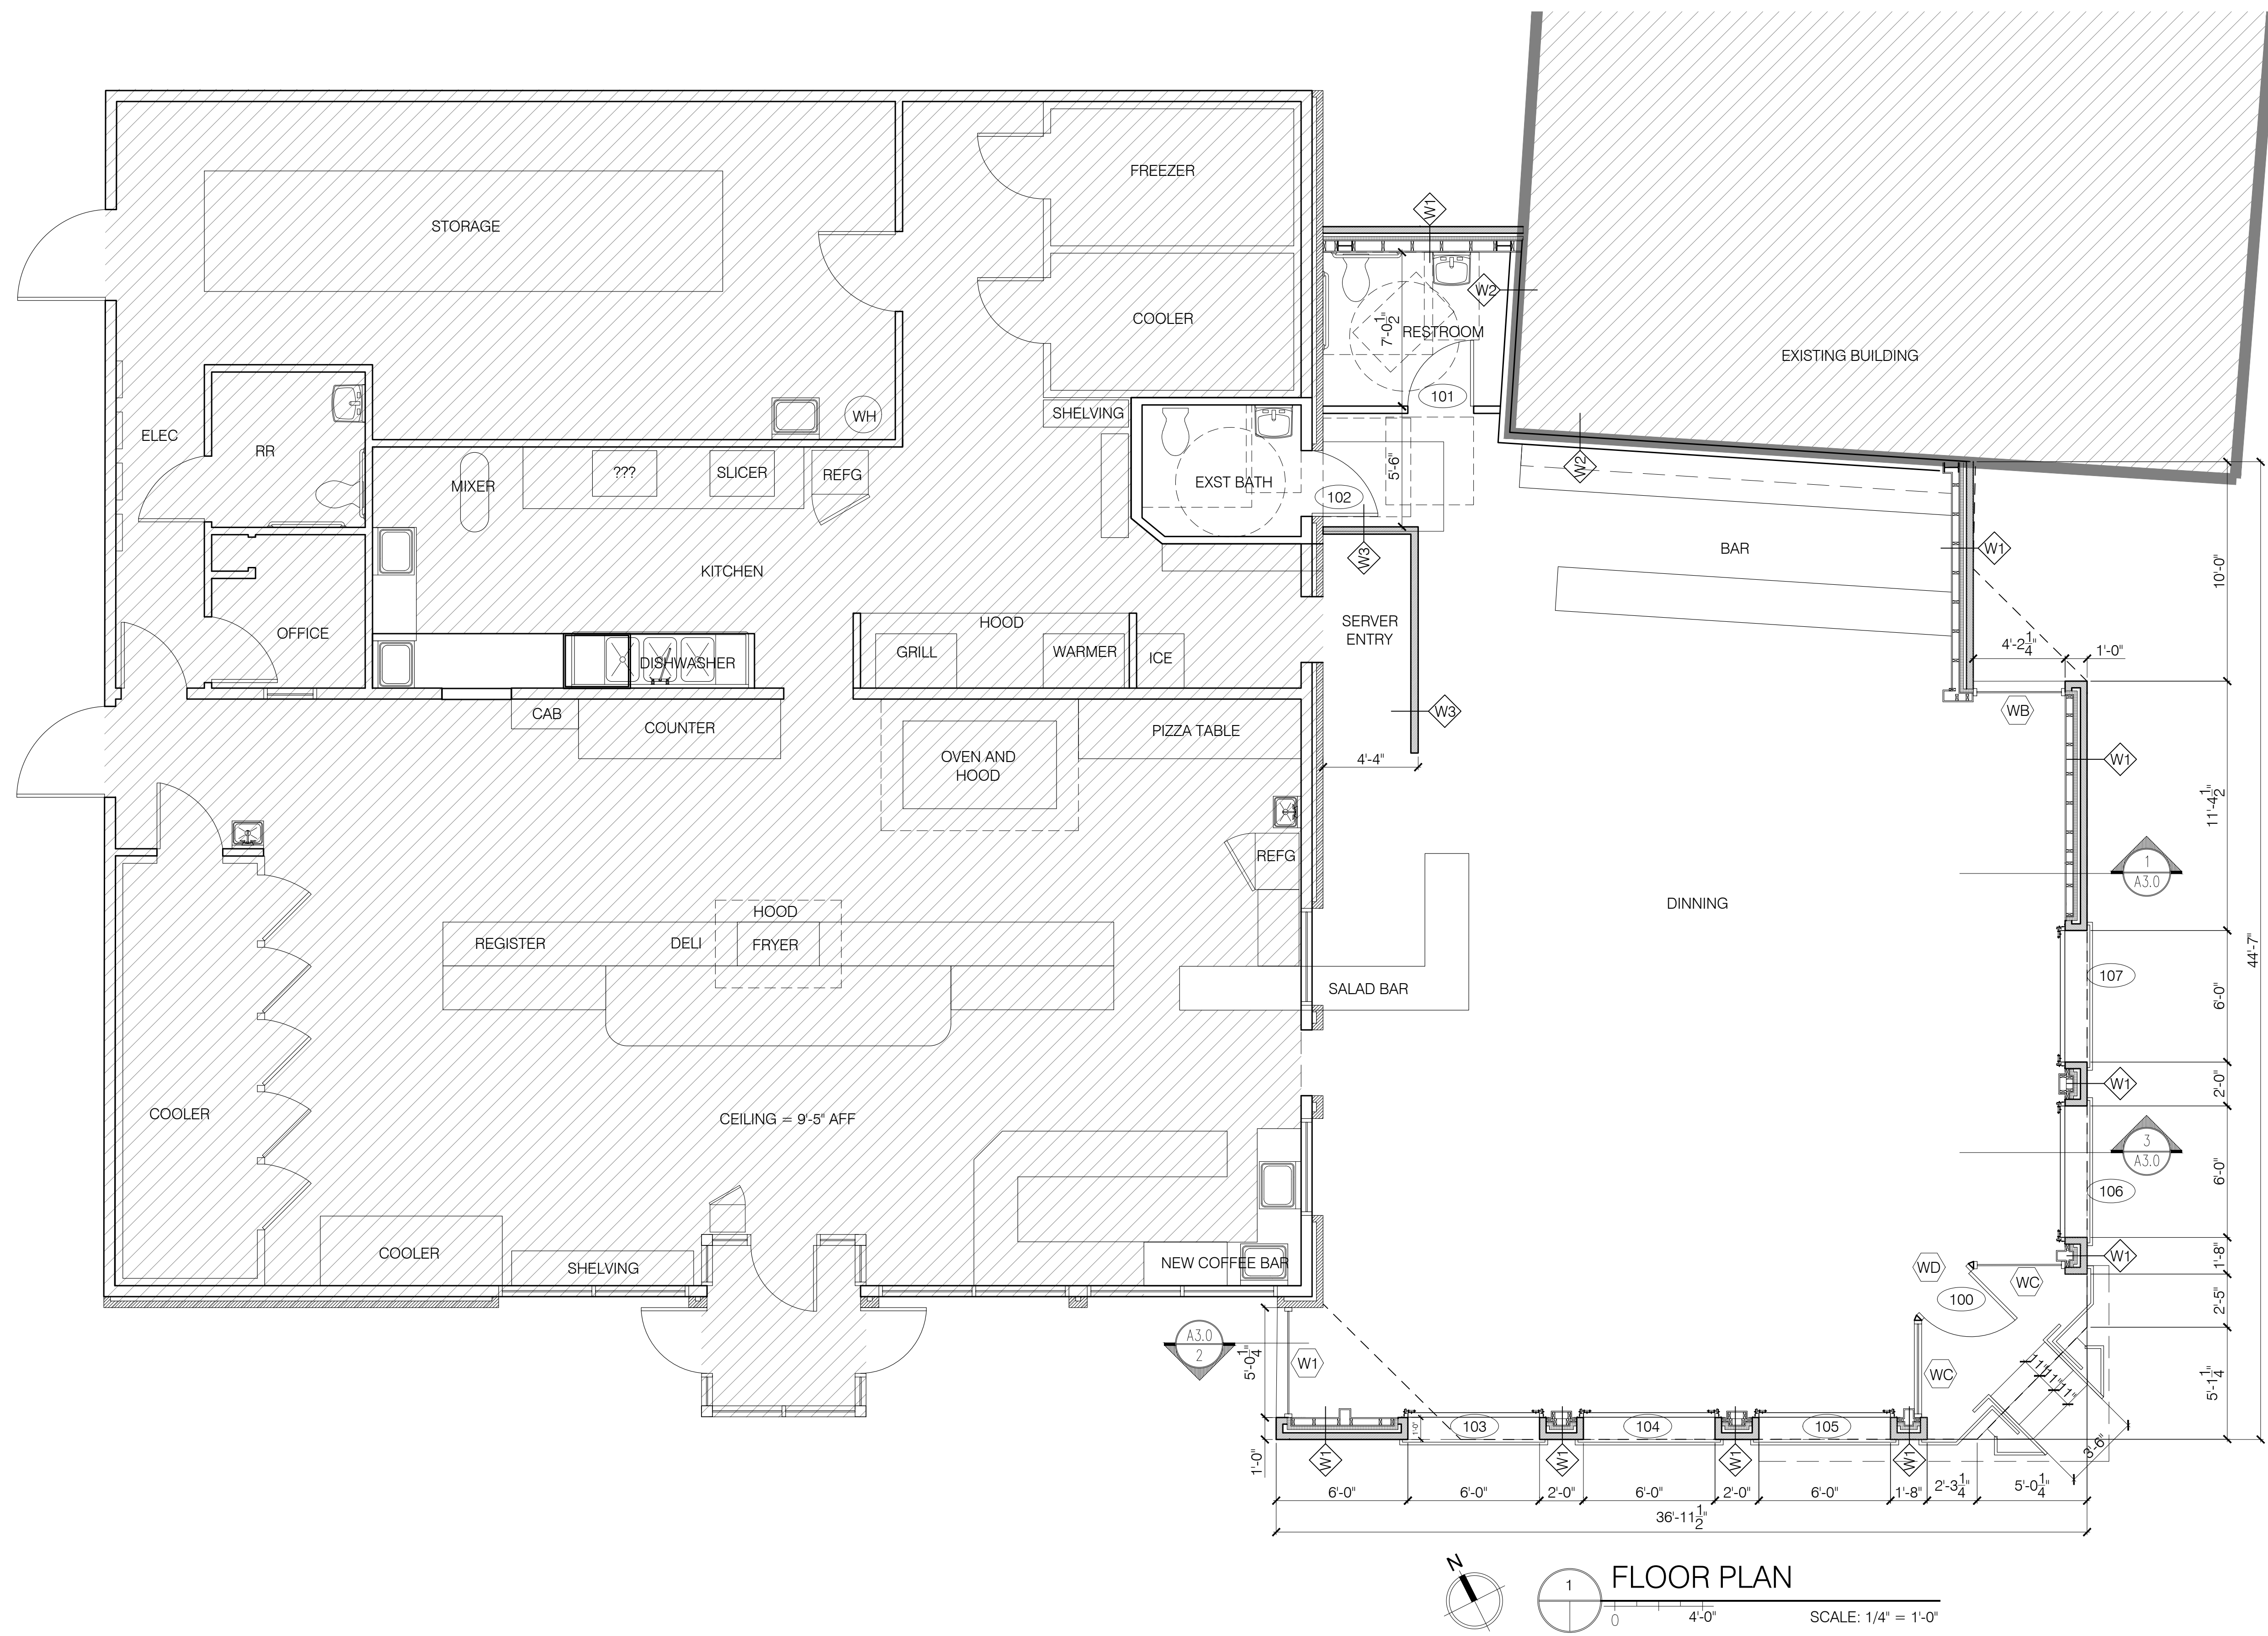 FREEZER
STORAGE
W1
W2
COOLER
7'-0 1/2"
RESTROOM
EXISTING BUILDING
101
SHELVING
WH
ELEC
RR
MIXER
???
SLICER
REFG
EXST BATH
102
5'-6"
W2
W3
BAR
W1
10'-0"
KITCHEN
OFFICE
HOOD
SERVER
ENTRY
GRILL
WARMER
ICE
DISHWASHER
4'-2 1/4"
1'-0"
CAB
COUNTER
PIZZA TABLE
W3
WB
OVEN AND
HOOD
4'-4"
W1
11'-4 1/2"
REFG
1
A3.0
HOOD
DINNING
REGISTER
DELI
FRYER
44'-7"
107
SALAD BAR
6'-0"
W1
2'-0"
COOLER
CEILING = 9'-5" AFF
3
A3.0
6'-0"
106
COOLER
SHELVING
NEW COFFEE BAR
W1
1'-8"
WD
WC
100
2'-5"
A3.0
2
5'-0 1/4"
W1
WC
11"
11"
11"
5'-1 1/4"
103
1'-0"
104
105
3'-6"
1'-0"
W1
W1
W1
W1
6'-0"
6'-0"
2'-0"
6'-0"
2'-0"
6'-0"
1'-8"
2'-3 1/4"
5'-0 1/4"
36'-11 1/2"
N
1
FLOOR PLAN
0
4'-0"
SCALE: 1/4" = 1'-0"